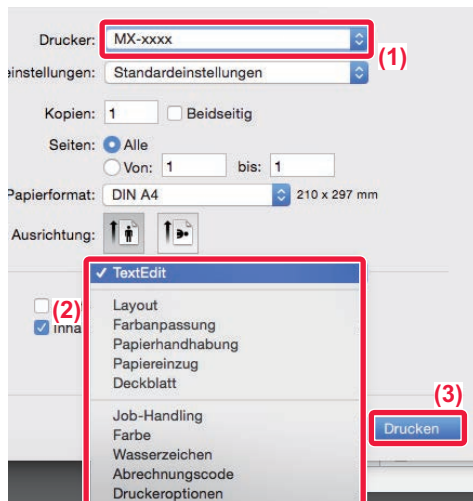 Drucker: MX-xxxx
(1)
einstellungen: Standardeinstellungen
Kopien: 1 Beidseitig
Seiten: Alle
Von: 1 bis: 1
Papierformat: DIN A4 210 x 297 mm
Ausrichtung:
✓ TextEdit
(2)
Layout
Inna
Farbanpassung
Papierhandhabung
Papiereinzug
Deckblatt
(3)
Job-Handling
Drucken
Farbe
Wasserzeichen
Abrechnungscode
Druckeroptionen